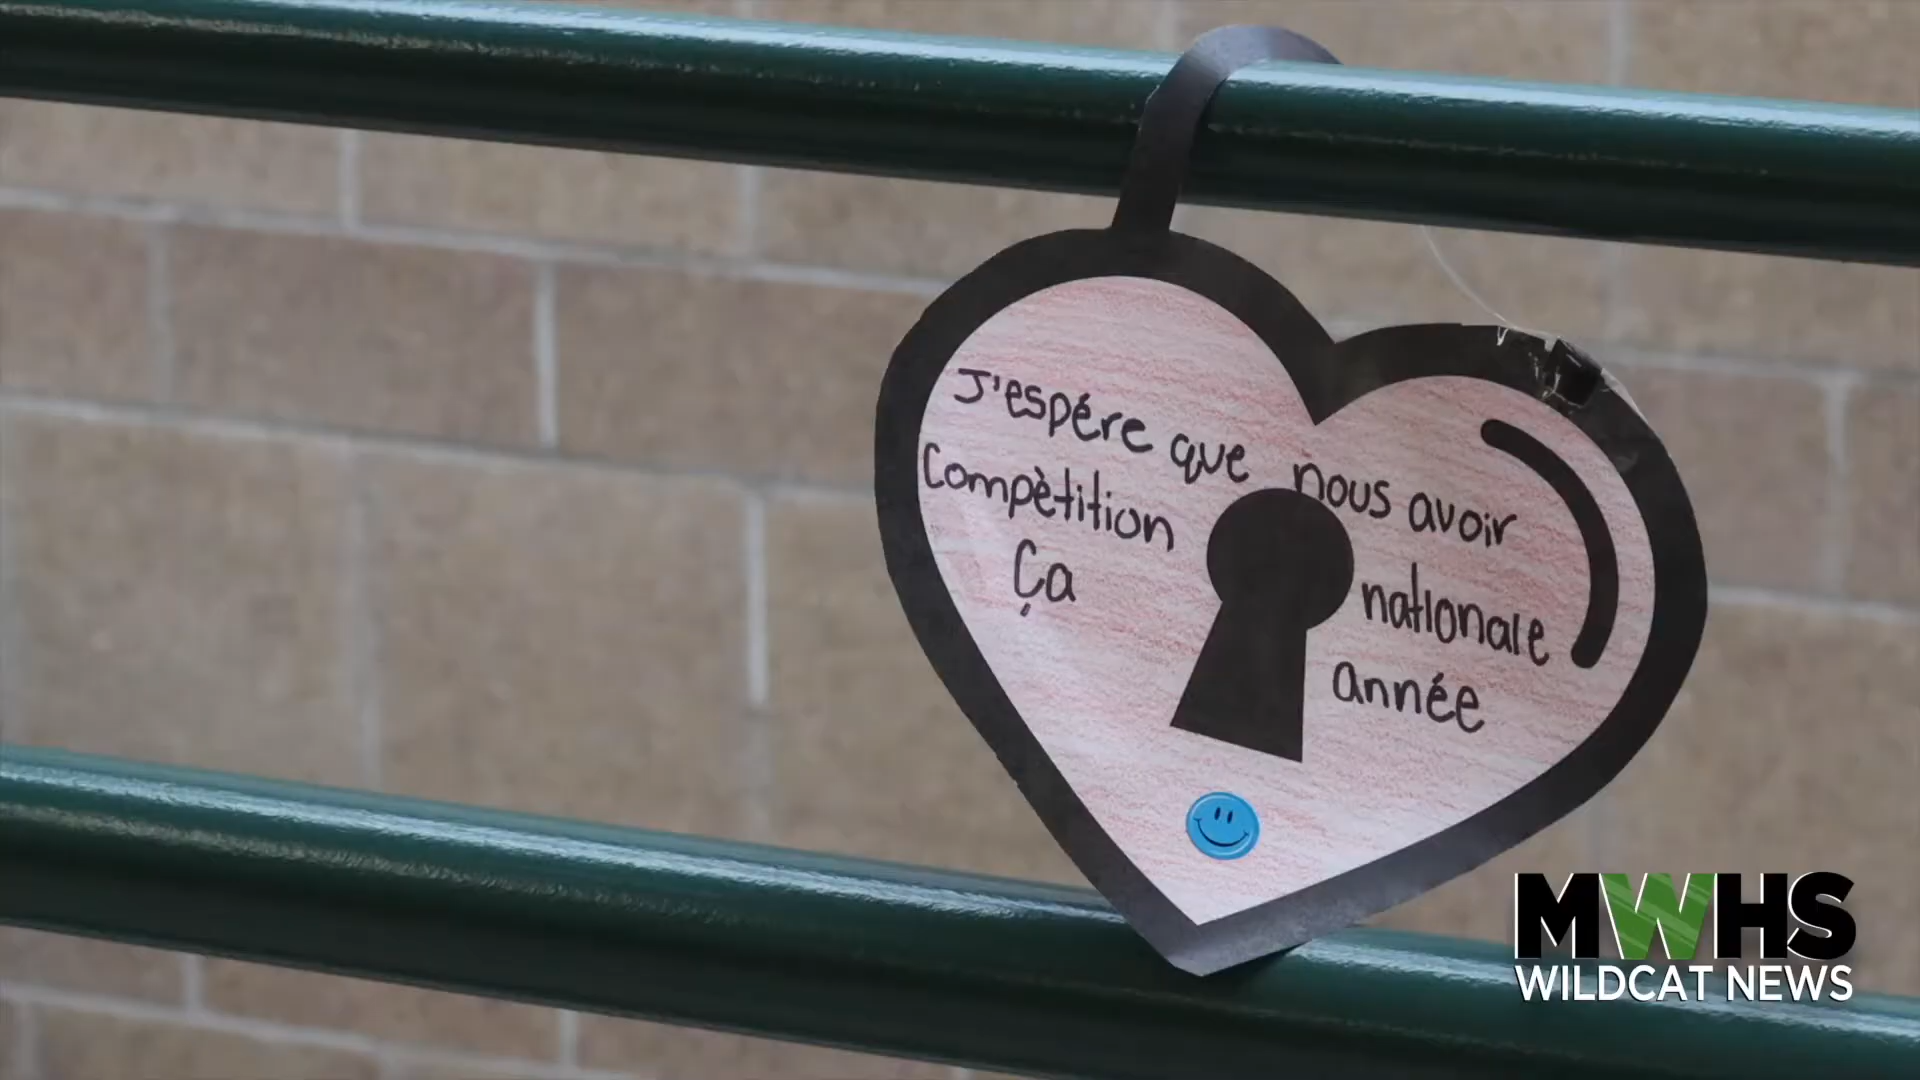 J'espére que nous avoir
Compètition nationale
Ça année
MWHS
WILDCAT NEWS